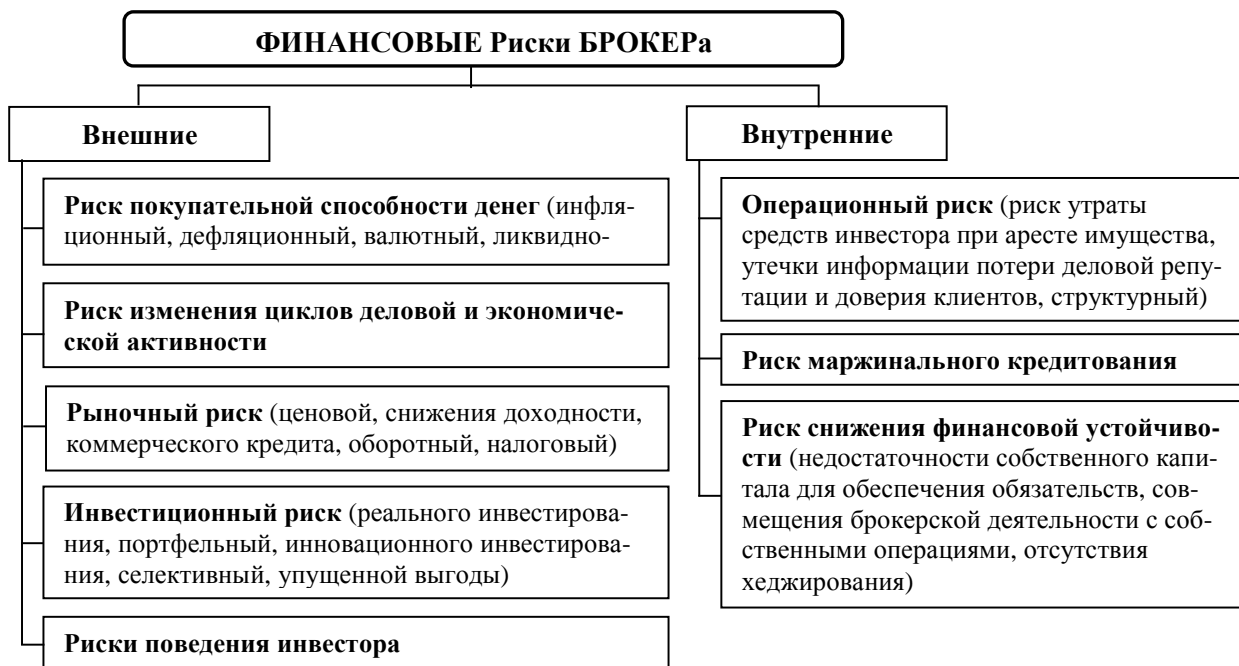 ФИНАНСОВЫЕ Риски БРОКЕРа
Внешние
Риск покупательной способности денег (инфля-
ционный, дефляционный, валютный, ликвидно-
Риск изменения циклов деловой и экономиче-
ской активности
Рыночный риск (ценовой, снижения доходности,
коммерческого кредита, оборотный, налоговый)
Инвестиционный риск (реального инвестирова-
ния, портфельный, инновационного инвестирова-
ния, селективный, упущенной выгоды)
Риски поведения инвестора
Внутренние
Операционный риск (риск утраты
средств инвестора при аресте имущества,
утечки информации потери деловой репу-
тации и доверия клиентов, структурный)
Риск маржинального кредитования
Риск снижения финансовой устойчиво-
сти (недостаточности собственного капи-
тала для обеспечения обязательств, сов-
мещения брокерской деятельности с соб-
ственными операциями, отсутствия
хеджирования)